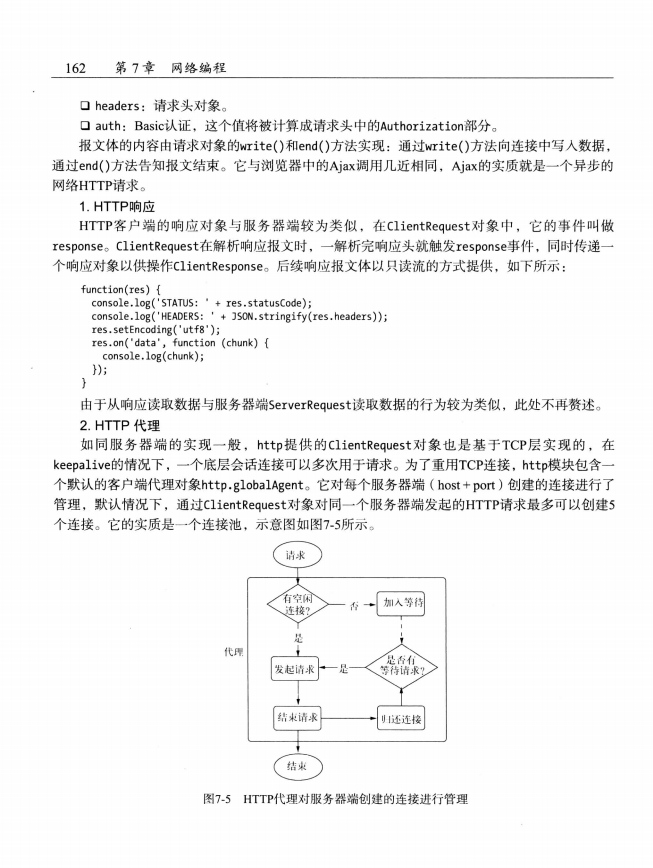 162 第 7 章 网络编程
❑ headers：请求头对象。
❑ auth：Basic认证，这个值将被计算成请求头中的Authorization部分。
报文体的内容由请求对象的write()和end()方法实现：通过write()方法向连接中写入数据，
通过end()方法告知报文结束。它与浏览器中的Ajax调用几近相同，Ajax的实质就是一个异步的
网络HTTP请求。
1. HTTP响应
HTTP客户端的响应对象与服务器端较为类似，在ClientRequest对象中，它的事件叫做
response。ClientRequest在解析响应报文时，一解析完响应头就触发response事件，同时传递一
个响应对象以供操作ClientResponse。后续响应报文体以只读流的方式提供，如下所示：
function(res) {
console.log('STATUS: ' + res.statusCode);
console.log('HEADERS: ' + JSON.stringify(res.headers));
res.setEncoding('utf8');
res.on('data', function (chunk) {
console.log(chunk);
});
}
由于从响应读取数据与服务器端ServerRequest读取数据的行为较为类似，此处不再赘述。
2. HTTP 代理
如同服务器端的实现一般，http提供的ClientRequest对象也是基于TCP层实现的，在
keepalive的情况下，一个底层会话连接可以多次用于请求。为了重用TCP连接，http模块包含一
个默认的客户端代理对象http.globalAgent。它对每个服务器端（host＋port）创建的连接进行了
管理，默认情况下，通过ClientRequest对象对同一个服务器端发起的HTTP请求最多可以创建5
个连接。它的实质是一个连接池，示意图如图7-5所示。
请求
有空闲
连接?
否
加入等待
是
代理
发起请求
是
是否有
等待请求?
结束请求
归还连接
结束
图7-5 HTTP代理对服务器端创建的连接进行管理